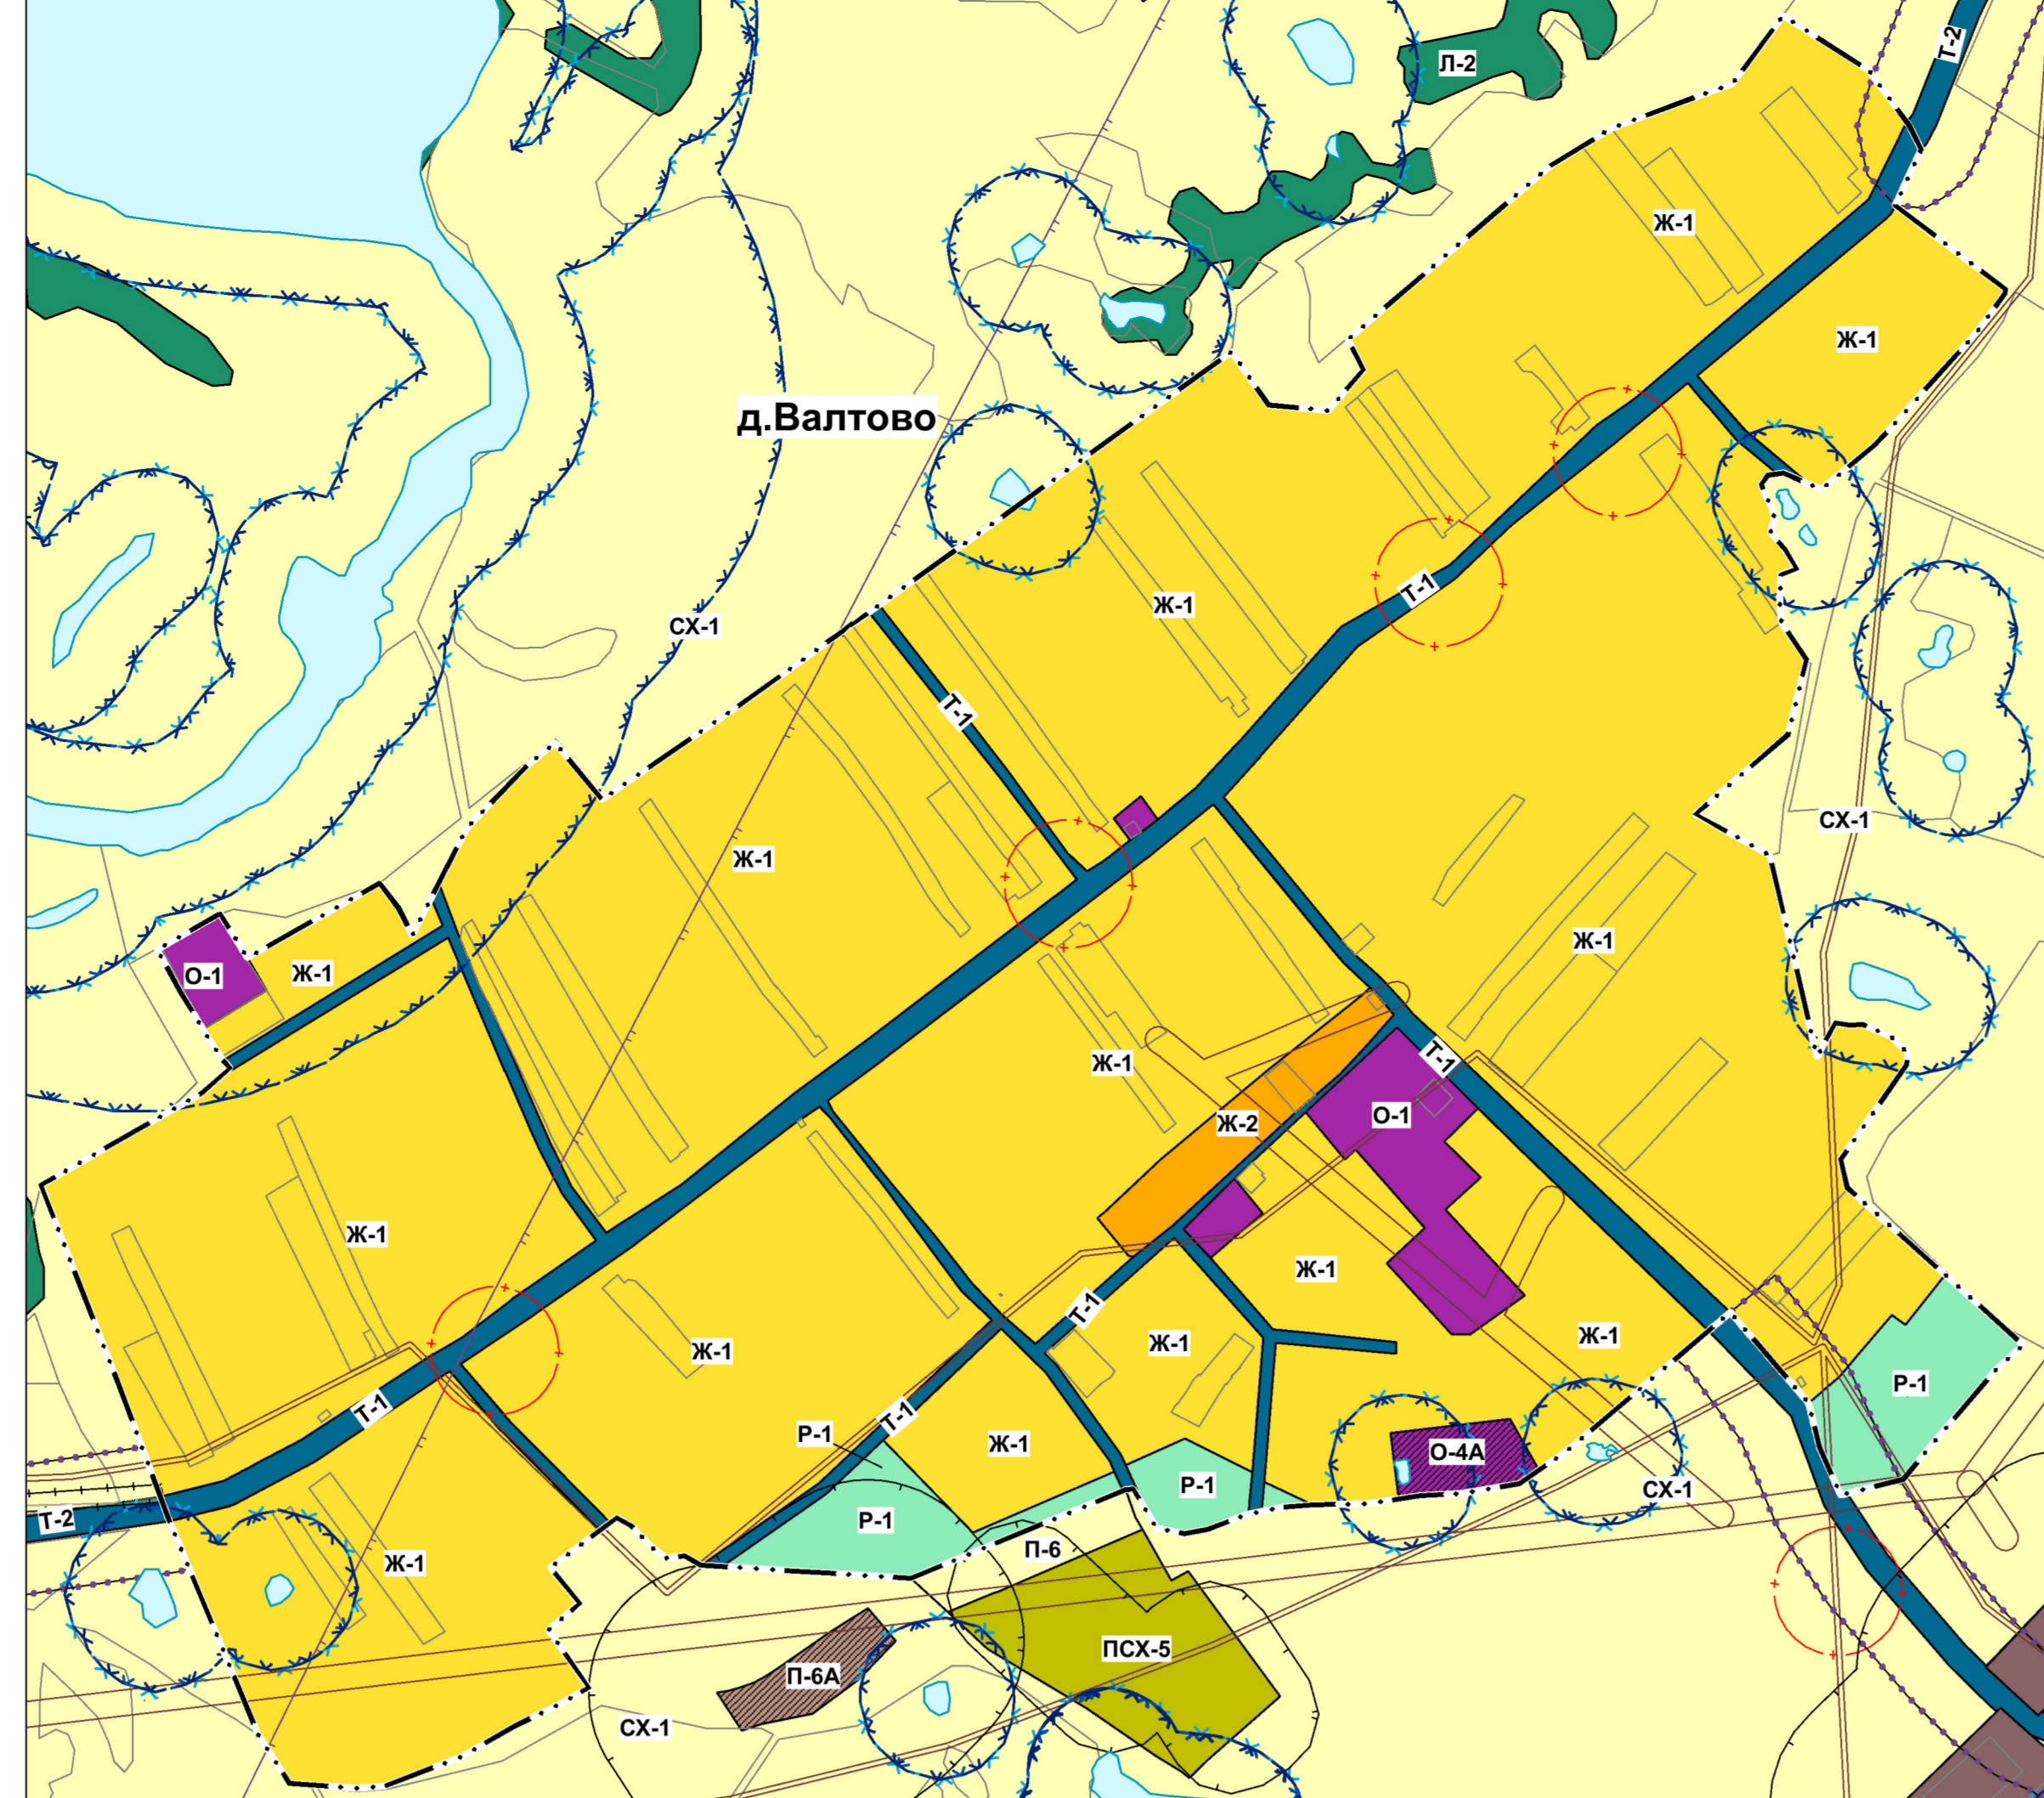 Т-2
Л-2
Ж-1
Ж-1
д.Валтово
Т-1
Ж-1
СХ-1
Т-1
СХ-1
Ж-1
Ж-1
О-1
Ж-1
Ж-1
Т-1
О-1
Ж-2
Ж-1
Ж-1
Т-1
Ж-1
Ж-1
Ж-1
Р-1
Т-1
Р-1
Т-1
Ж-1
О-4А
Р-1
СХ-1
Т-2
Р-1
П-6
Ж-1
ПСХ-5
П-6А
СХ-1